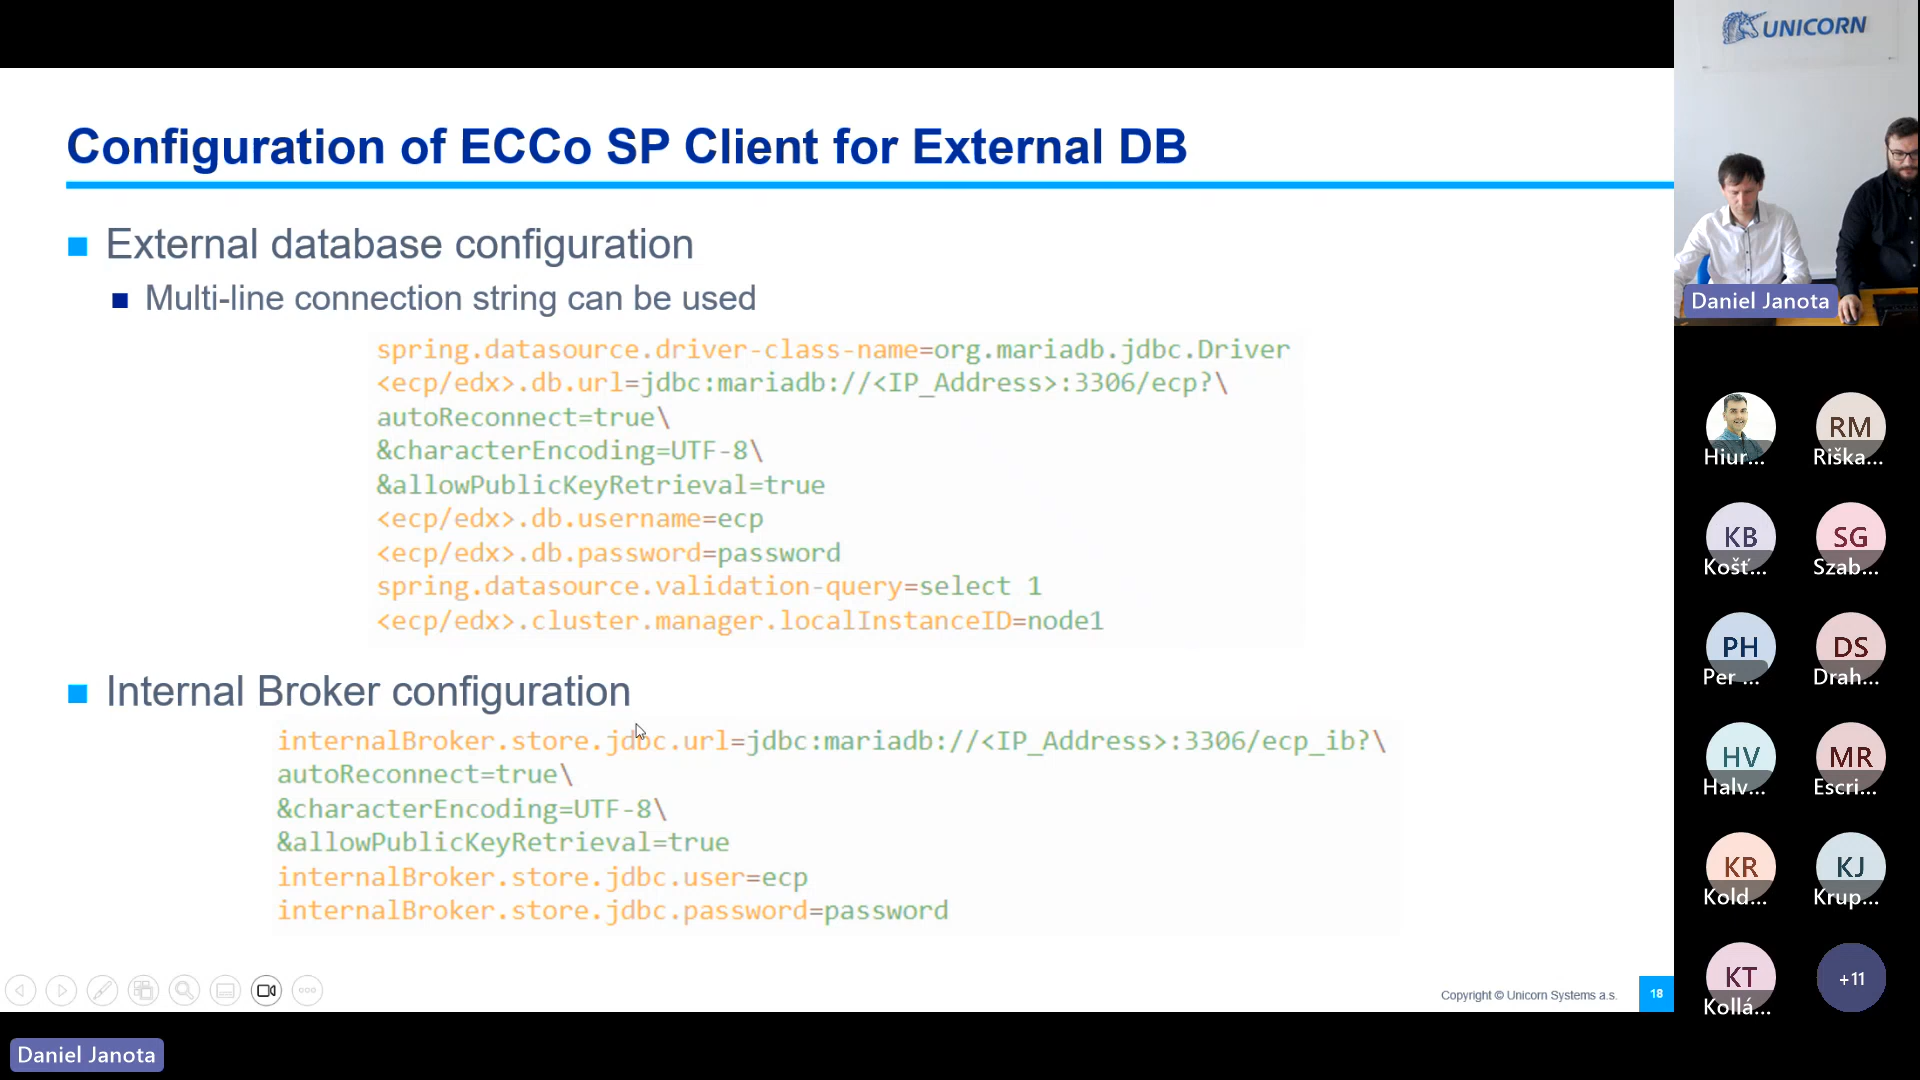 UNICORN
Configuration of ECCo SP Client for External DB
External database configuration
Multi-line connection string can be used
spring.datasource.driver-class-name=org.mariadb.jdbc.Driver
<ecp/edx>.db.url=jdbc:mariadb://<IP_Address>:3306/ecp?\
autoReconnect=true\
&characterEncoding=UTF-8\
&allowPublicKeyRetrieval=true
<ecp/edx>.db.username=ecp
<ecp/edx>.db.password=password
spring.datasource.validation-query=select 1
<ecp/edx>.cluster.manager.localInstanceID=node1
Internal Broker configuration
internalBroker.store.jdbc.url=jdbc:mariadb://<IP_Address>:3306/ecp_ib?\
autoReconnect=true\
&characterEncoding=UTF-8\
&allowPublicKeyRetrieval=true
internalBroker.store.jdbc.user=ecp
internalBroker.store.jdbc.password=password
Copyright © Unicorn Systems a.s.
18
Daniel Janota
Daniel Janota
Hiur...
RM
Riška...
KB
Košť...
SG
Szab...
PH
Per ...
DS
Drah...
HV
Halv...
MR
Escri...
KR
Kold...
KJ
Krup...
KT
Kollá...
+11